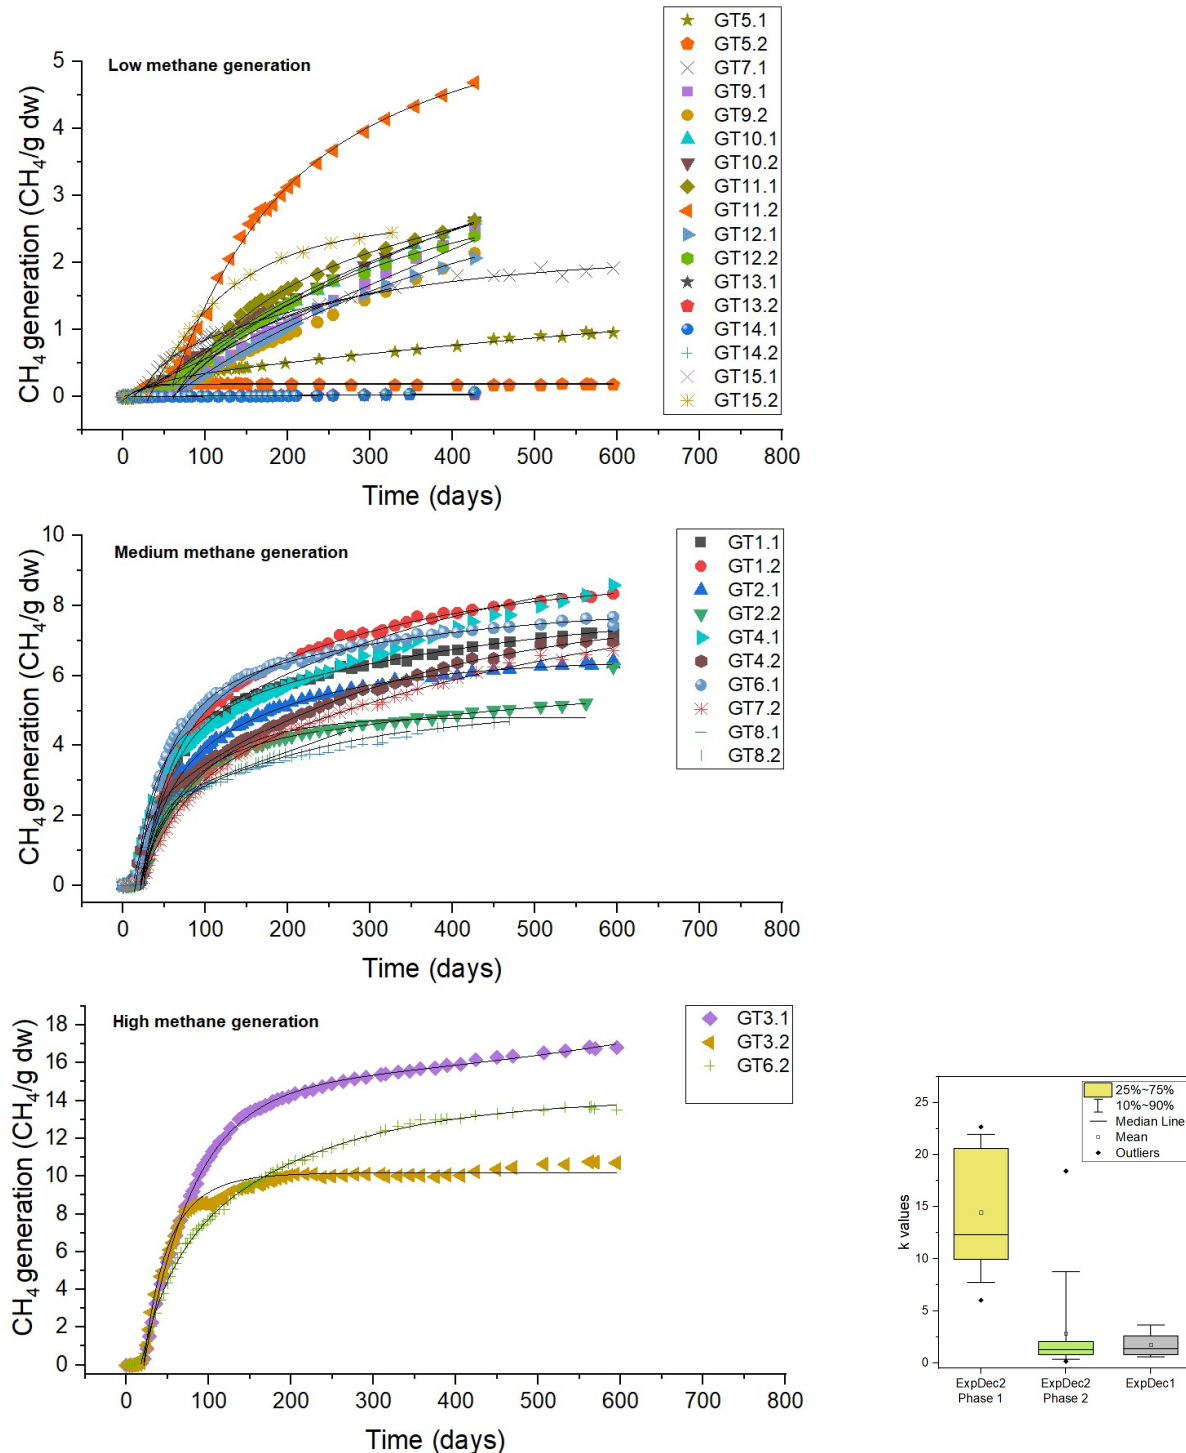 Low methane generation
CH4 generation (CH4/g dw)
5
4
3
2
1
0
0 100 200 300 400 500 600 700 800
Time (days)
GT5.1
GT5.2
GT7.1
GT9.1
GT9.2
GT10.1
GT10.2
GT11.1
GT11.2
GT12.1
GT12.2
GT13.1
GT13.2
GT14.1
GT14.2
GT15.1
GT15.2
Medium methane generation
CH4 generation (CH4/g dw)
10
8
6
4
2
0
0 100 200 300 400 500 600 700 800
Time (days)
GT1.1
GT1.2
GT2.1
GT2.2
GT4.1
GT4.2
GT6.1
GT7.2
GT8.1
GT8.2
High methane generation
CH4 generation (CH4/g dw)
18
16
14
12
10
8
6
4
2
0
0 100 200 300 400 500 600 700 800
Time (days)
GT3.1
GT3.2
GT6.2
k values
25
20
15
10
5
0
25%~75%
10%~90%
Median Line
Mean
Outliers
ExpDec2 ExpDec2 ExpDec1
Phase 1 Phase 2